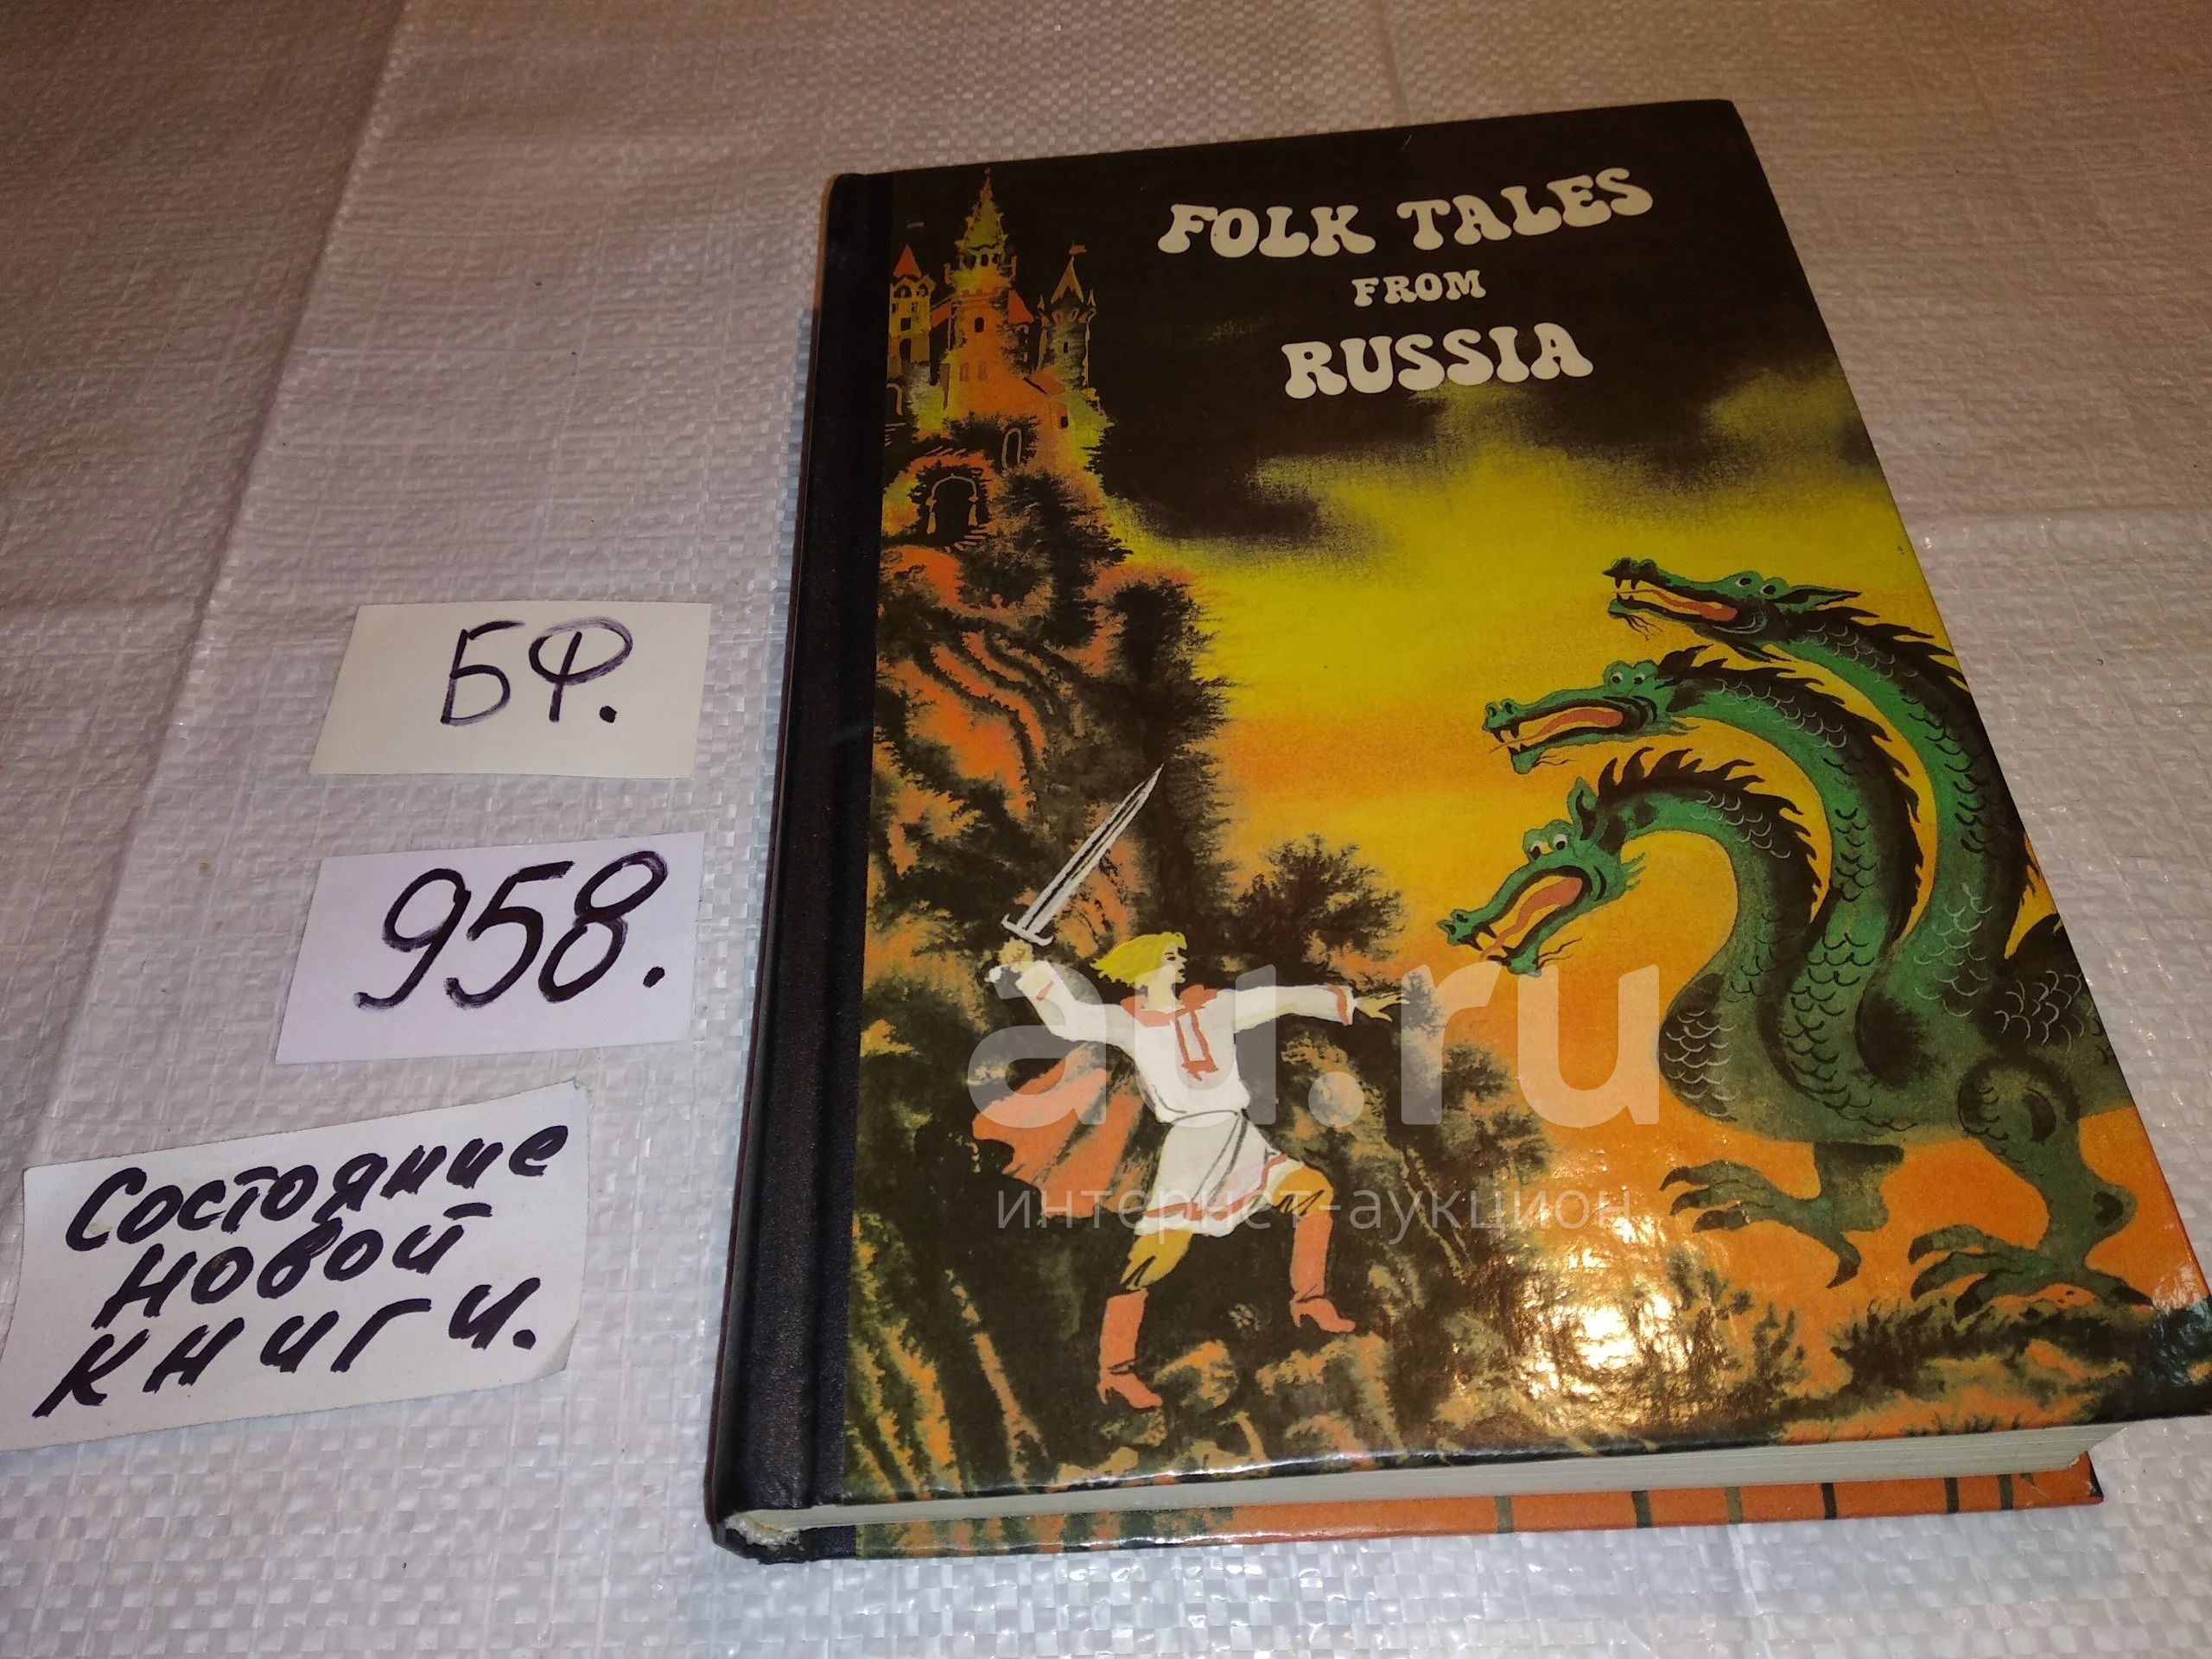 FOLK TALES
FROM
RUSSIA
БФ.
958.
Состояние
новой
книги.
au.ru
интернет-аукцион